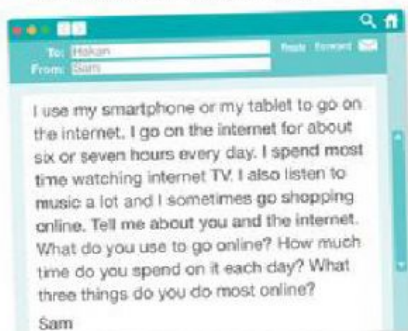 To: Hakan
Reply Forward
From: Sam
I use my smartphone or my tablet to go on
the internet. I go on the internet for about
six or seven hours every day. I spend most
time watching internet TV. I also listen to
music a lot and I sometimes go shopping
online. Tell me about you and the internet.
What do you use to go online? How much
time do you spend on it each day? What
three things do you do most online?
Sam